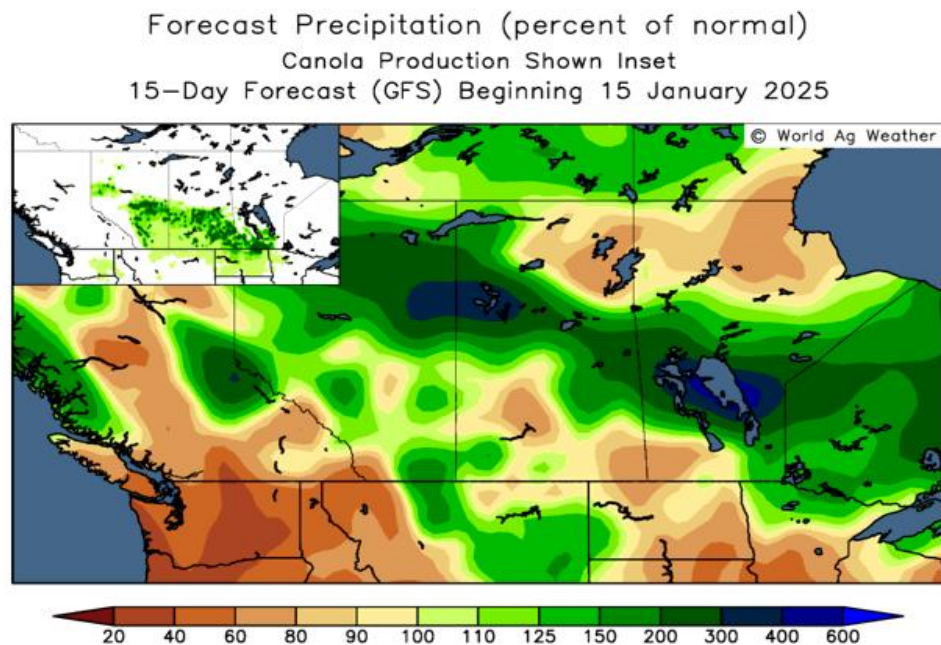 Forecast Precipitation (percent of normal)
Canola Production Shown Inset
15-Day Forecast (GFS) Beginning 15 January 2025
© World Ag Weather
20 40 60 80 90 100 110 125 150 200 300 400 600